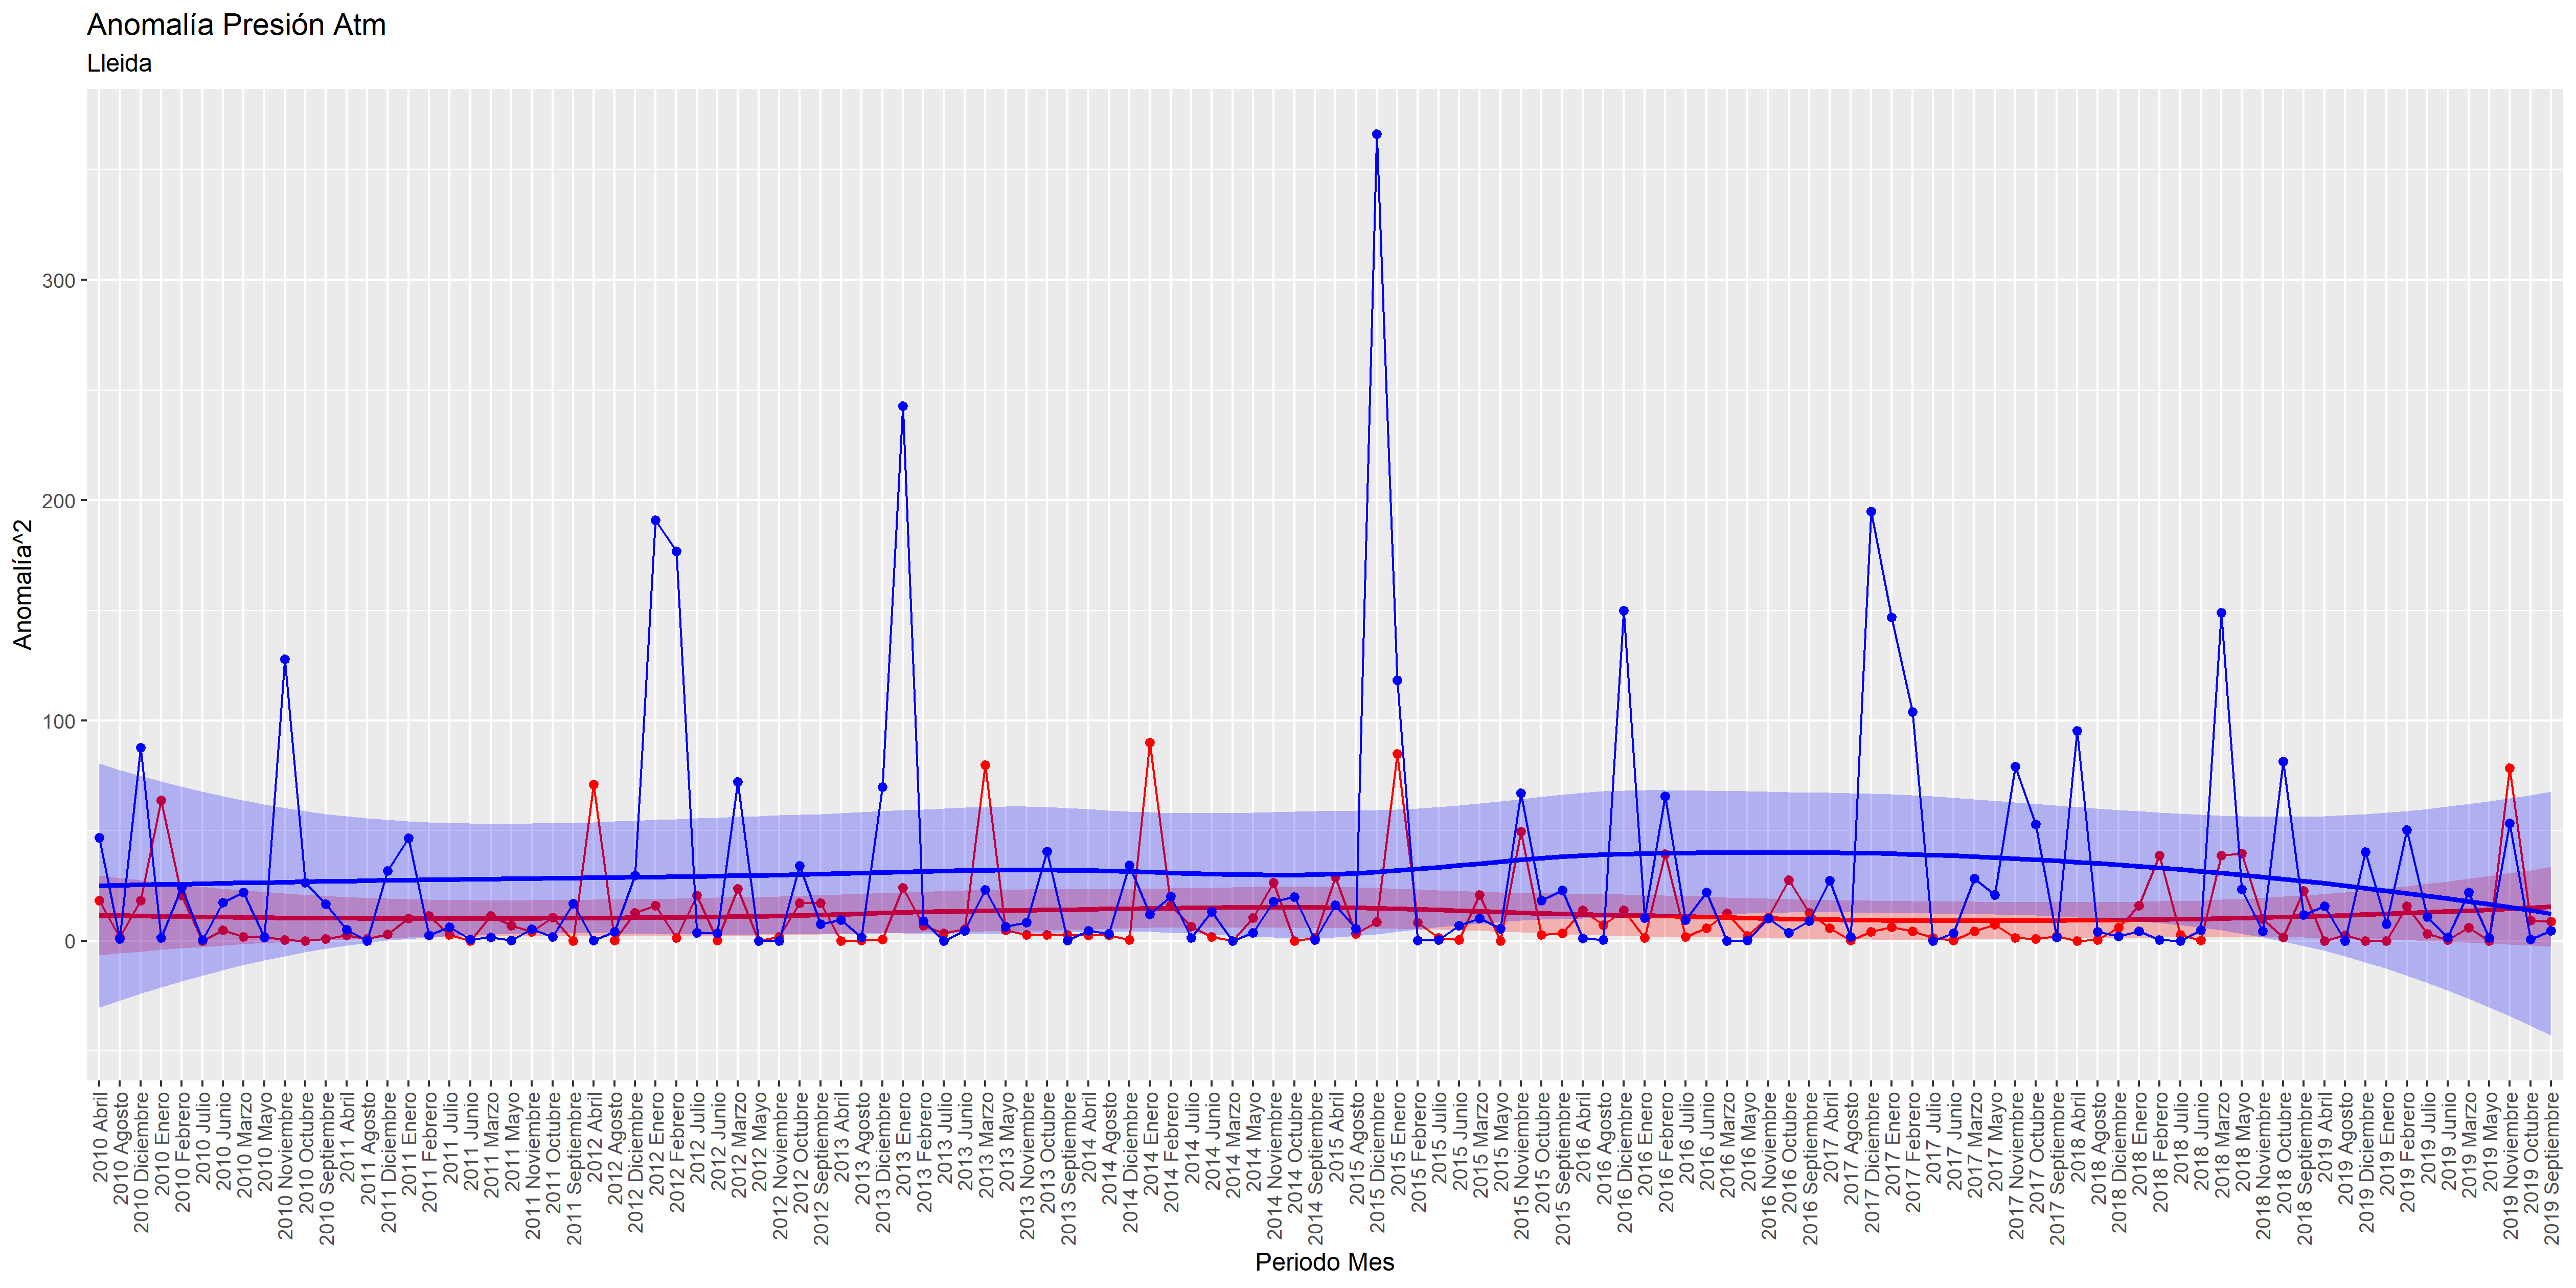 Anomalía Presión Atm
Lleida
Anomalía^2
300
200
100
0
2010 Abril
2010 Agosto
2010 Diciembre
2010 Enero
2010 Febrero
2010 Julio
2010 Junio
2010 Marzo
2010 Mayo
2010 Noviembre
2010 Octubre
2010 Septiembre
2011 Abril
2011 Agosto
2011 Diciembre
2011 Enero
2011 Febrero
2011 Julio
2011 Junio
2011 Marzo
2011 Mayo
2011 Noviembre
2011 Octubre
2011 Septiembre
2012 Abril
2012 Agosto
2012 Diciembre
2012 Enero
2012 Febrero
2012 Julio
2012 Junio
2012 Marzo
2012 Mayo
2012 Noviembre
2012 Octubre
2012 Septiembre
2013 Abril
2013 Agosto
2013 Diciembre
2013 Enero
2013 Febrero
2013 Julio
2013 Junio
2013 Marzo
2013 Mayo
2013 Noviembre
2013 Octubre
2013 Septiembre
2014 Abril
2014 Agosto
2014 Diciembre
2014 Enero
2014 Febrero
2014 Julio
2014 Junio
2014 Marzo
2014 Mayo
2014 Noviembre
2014 Octubre
2014 Septiembre
2015 Abril
2015 Agosto
2015 Diciembre
2015 Enero
2015 Febrero
2015 Julio
2015 Junio
2015 Marzo
2015 Mayo
2015 Noviembre
2015 Octubre
2015 Septiembre
2016 Abril
2016 Agosto
2016 Diciembre
2016 Enero
2016 Febrero
2016 Julio
2016 Junio
2016 Marzo
2016 Mayo
2016 Noviembre
2016 Octubre
2016 Septiembre
2017 Abril
2017 Agosto
2017 Diciembre
2017 Enero
2017 Febrero
2017 Julio
2017 Junio
2017 Marzo
2017 Mayo
2017 Noviembre
2017 Octubre
2017 Septiembre
2018 Abril
2018 Agosto
2018 Diciembre
2018 Enero
2018 Febrero
2018 Julio
2018 Junio
2018 Marzo
2018 Mayo
2018 Noviembre
2018 Octubre
2018 Septiembre
2019 Abril
2019 Agosto
2019 Diciembre
2019 Enero
2019 Febrero
2019 Julio
2019 Junio
2019 Marzo
2019 Mayo
2019 Noviembre
2019 Octubre
2019 Septiembre
Periodo Mes